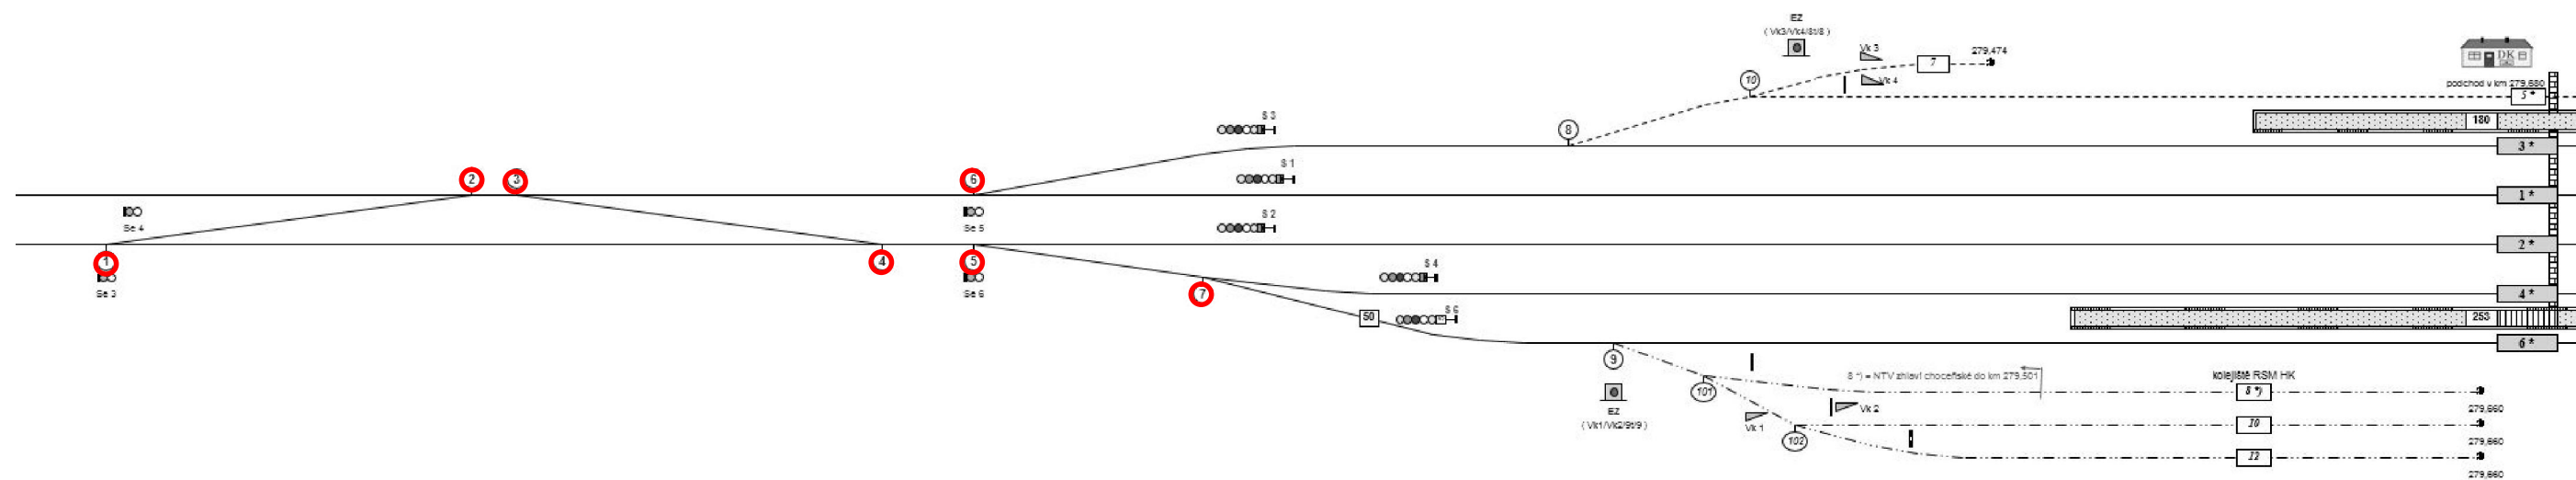 EZ
( Vk3/Vk4/8t/8 )
Vk 3
279,474
7
10
Vk 4
DK
podchod v km 279,680
5 *
S 3
8
180
3 *
2
3
6
S 1
1 *
Se 4
Se 5
S 2
2 *
1
4
5
Se 3
Se 6
7
S 4
4 *
50
S 6
253
6 *
9
8 *) = NTV zhlaví choceňské do km 279,501
kolejiště RSM HK
101
8 *)
EZ
( Vk1/Vk2/9t/9 )
Vk 2
279,660
Vk 1
10
102
279,660
12
279,660